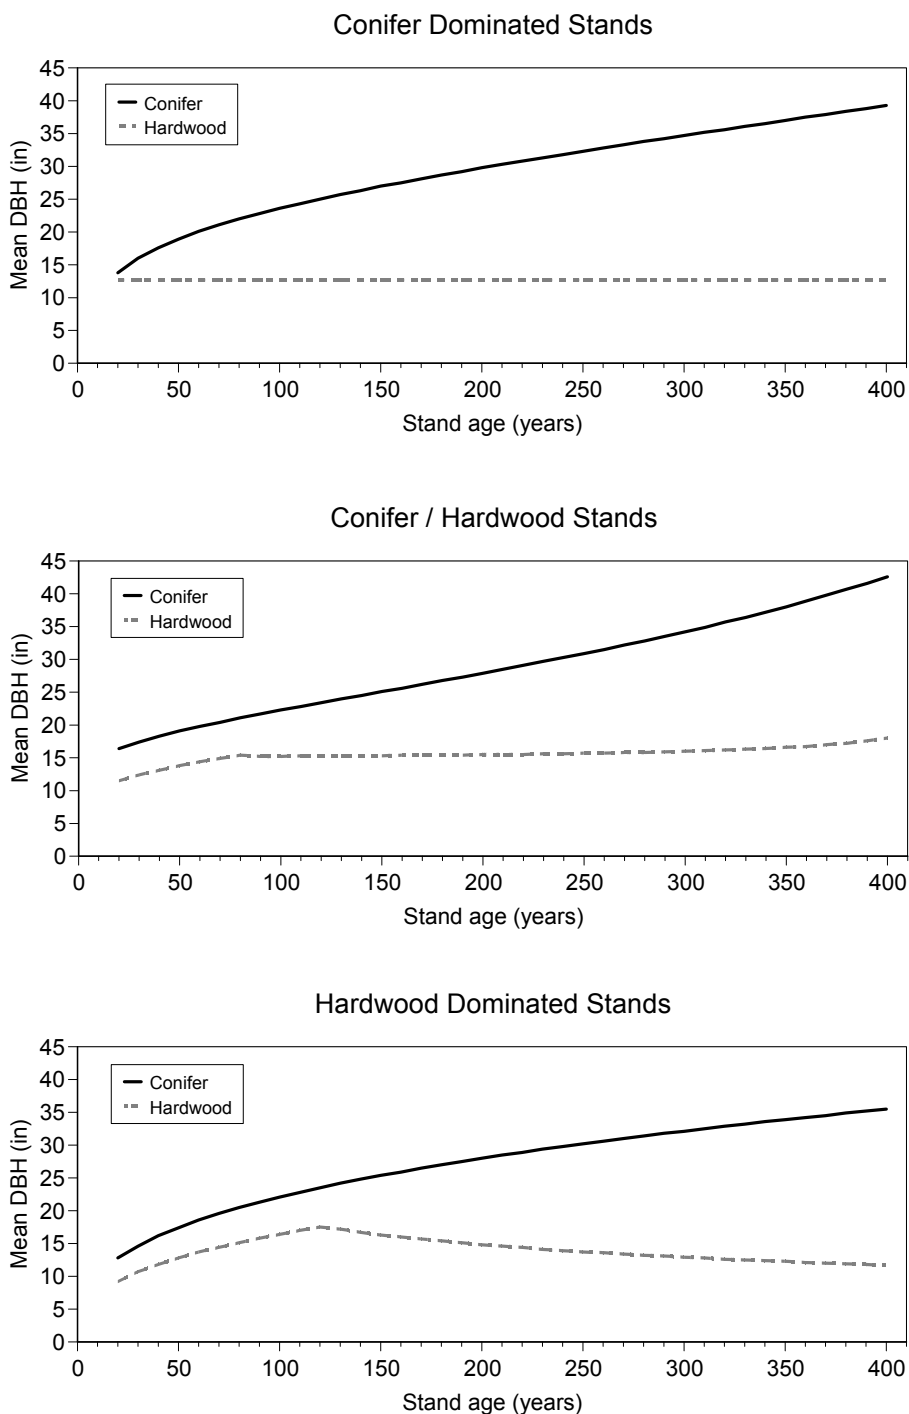 Conifer Dominated Stands
45
40
35
30
25
20
15
10
5
0
Mean DBH (in)
Conifer
Hardwood
0 50 100 150 200 250 300 350 400
Stand age (years)
Conifer / Hardwood Stands
45
40
35
30
25
20
15
10
5
0
Mean DBH (in)
Conifer
Hardwood
0 50 100 150 200 250 300 350 400
Stand age (years)
Hardwood Dominated Stands
45
40
35
30
25
20
15
10
5
0
Mean DBH (in)
Conifer
Hardwood
0 50 100 150 200 250 300 350 400
Stand age (years)